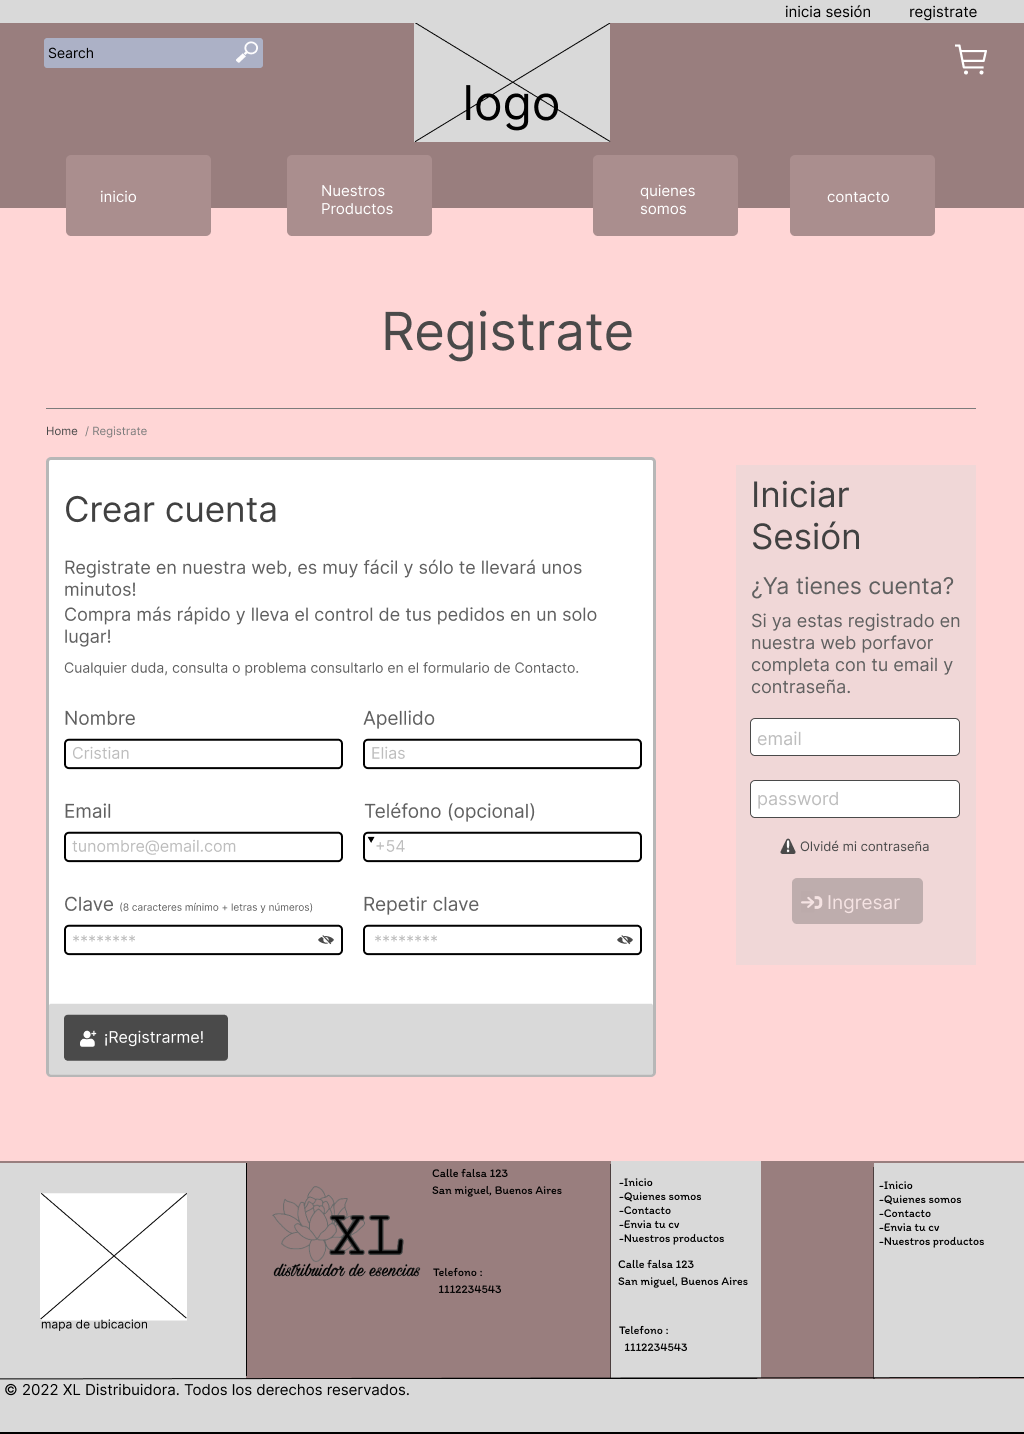 inicia sesión
registrate
Search
logo
inicio
Nuestros
Productos
quienes
somos
contacto
Registrate
Home / Registrate
Crear cuenta
Registrate en nuestra web, es muy fácil y sólo te llevará unos
minutos!
Compra más rápido y lleva el control de tus pedidos en un solo
lugar!
Cualquier duda, consulta o problema consultarlo en el formulario de Contacto.
Nombre
Apellido
Cristian
Elias
Email
Teléfono (opcional)
tunombre@email.com
+54
Clave (8 caracteres mínimo + letras y números)
Repetir clave
********
********
¡Registrarme!
Iniciar
Sesión
¿Ya tienes cuenta?
Si ya estas registrado en
nuestra web porfavor
completa con tu email y
contraseña.
email
password
Olvidé mi contraseña
Ingresar
mapa de ubicacion
XL
distribuidor de esencias
Calle falsa 123
San miguel, Buenos Aires
Telefono :
1112234543
-Inicio
-Quienes somos
-Contacto
-Envia tu cv
-Nuestros productos
Calle falsa 123
San miguel, Buenos Aires
Telefono :
1112234543
-Inicio
-Quienes somos
-Contacto
-Envia tu cv
-Nuestros productos
© 2022 XL Distribuidora. Todos los derechos reservados.